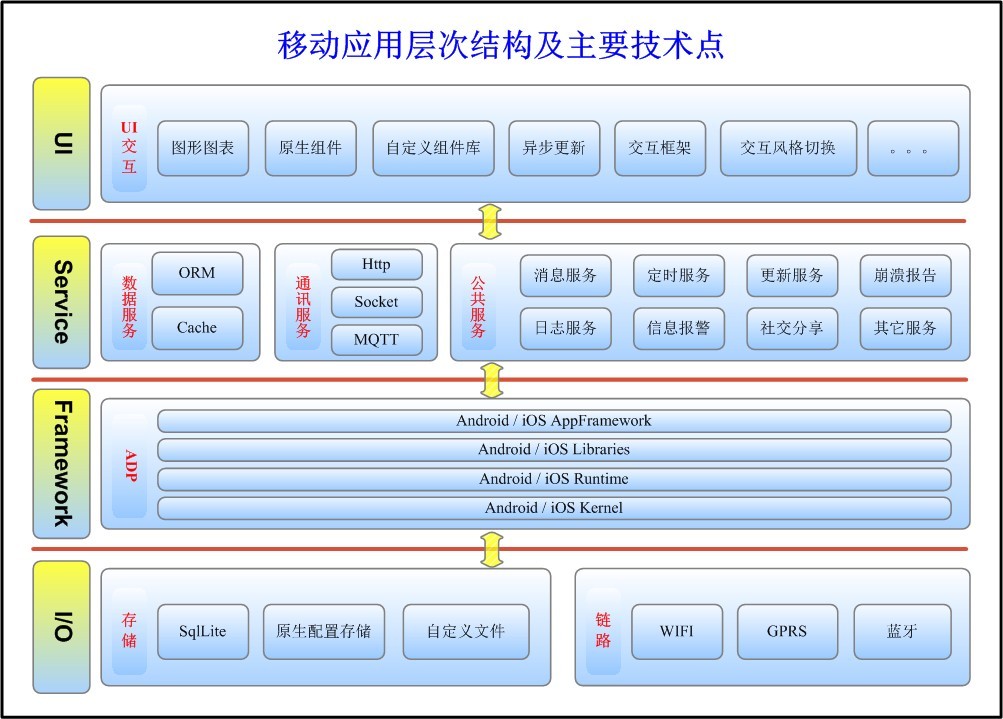 移动应用层次结构及主要技术点
UI
UI
交互
图形图表
原生组件
自定义组件库
异步更新
交互框架
交互风格切换
。。。
Service
数据服务
ORM
Cache
通讯服务
Http
Socket
MQTT
公共服务
消息服务
定时服务
更新服务
崩溃报告
日志服务
信息报警
社交分享
其它服务
Framework
ADP
Android / iOS AppFramework
Android / iOS Libraries
Android / iOS Runtime
Android / iOS Kernel
I/O
存储
SqlLite
原生配置存储
自定义文件
链路
WIFI
GPRS
蓝牙